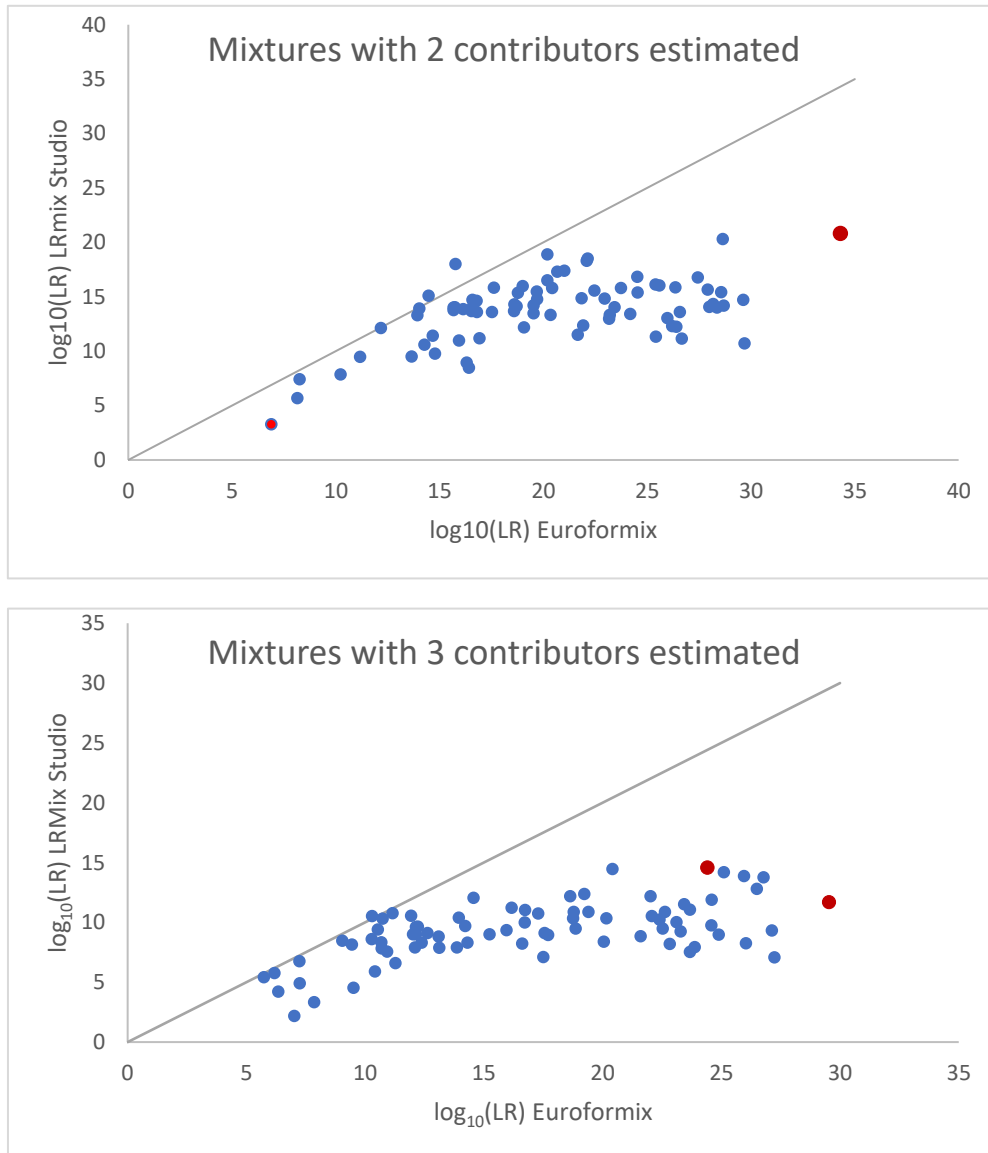 Mixtures with 2 contributors estimated
40
35
30
25
20
15
10
5
0
log10(LR) LRmix Studio
0 5 10 15 20 25 30 35 40
log10(LR) Euroformix
Mixtures with 3 contributors estimated
35
30
25
20
15
10
5
0
log₁₀(LR) LRMix Studio
0 5 10 15 20 25 30 35
log₁₀(LR) Euroformix